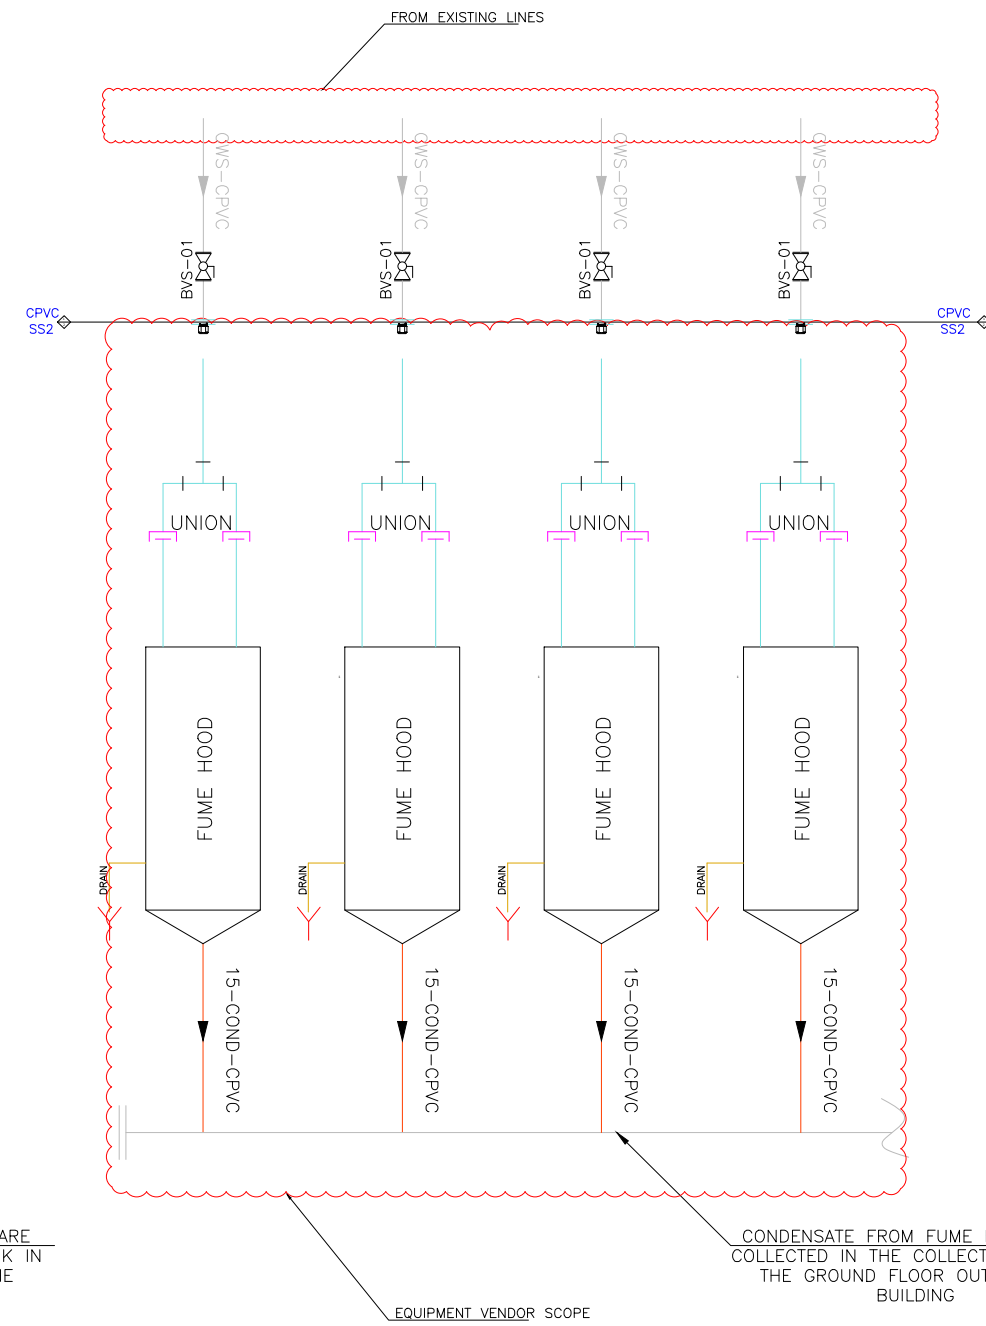 FROM EXISTING LINES
CWS-CPVC
CWS-CPVC
CWS-CPVC
CWS-CPVC
BVS-01
BVS-01
BVS-01
BVS-01
CPVC
SS2
CPVC
SS2
UNION
UNION
UNION
UNION
FUME HOOD
FUME HOOD
FUME HOOD
FUME HOOD
DRAIN
DRAIN
DRAIN
DRAIN
15-COND-CPVC
15-COND-CPVC
15-COND-CPVC
15-COND-CPVC
ARE
K IN
CONDENSATE FROM FUME
COLLECTED IN THE
THE GROUND FLOOR
BUILDING
EQUIPMENT VENDOR SCOPE